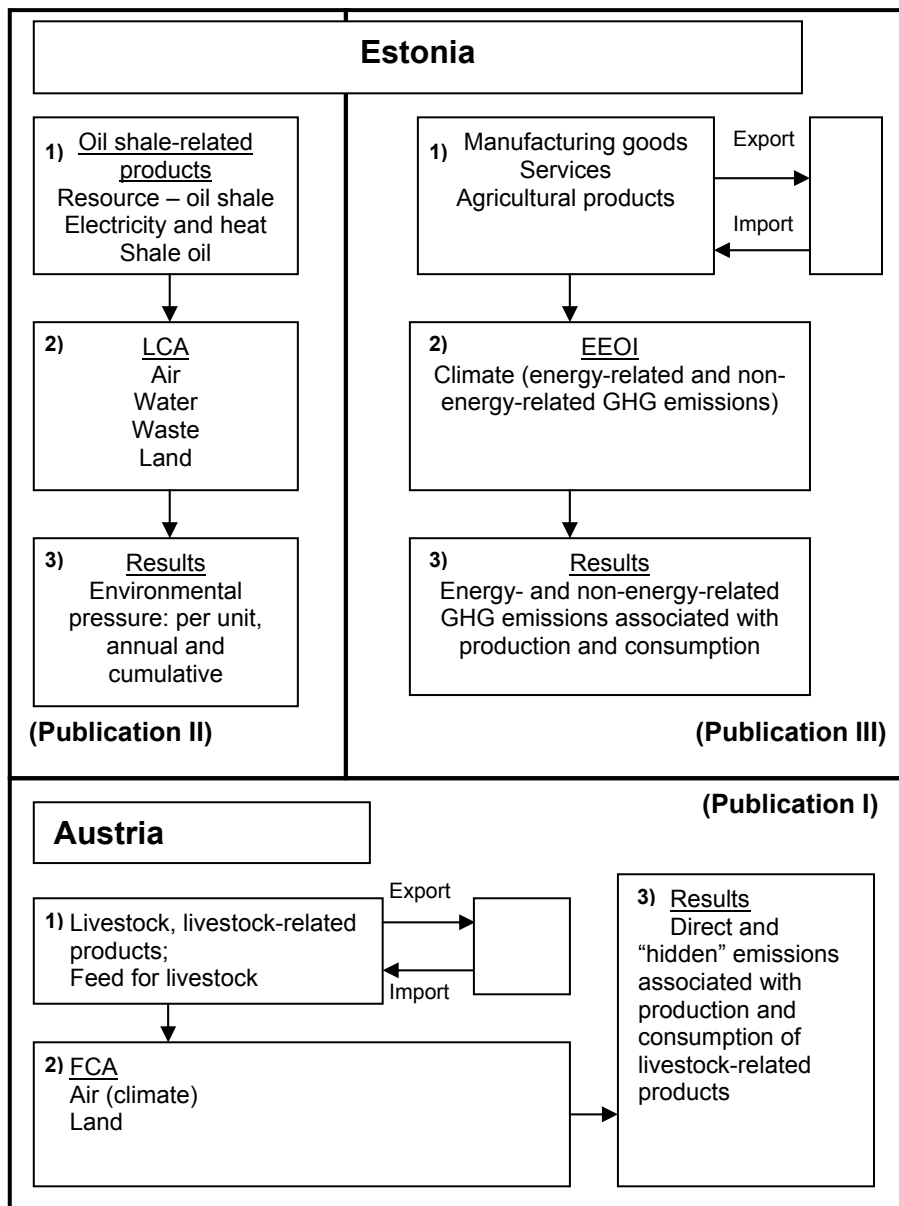 Estonia
1) Oil shale-related
products
Resource – oil shale
Electricity and heat
Shale oil
2) LCA
Air
Water
Waste
Land
3) Results
Environmental
pressure: per unit,
annual and
cumulative
(Publication II)
1) Manufacturing goods
Services
Agricultural products
Export
Import
2) EEOI
Climate (energy-related and non-
energy-related GHG emissions)
3) Results
Energy- and non-energy-related
GHG emissions associated with
production and consumption
(Publication III)
(Publication I)
Austria
1) Livestock, livestock-related
products;
Feed for livestock
Export
Import
2) FCA
Air (climate)
Land
3) Results
Direct and
“hidden” emissions
associated with
production and
consumption of
livestock-related
products